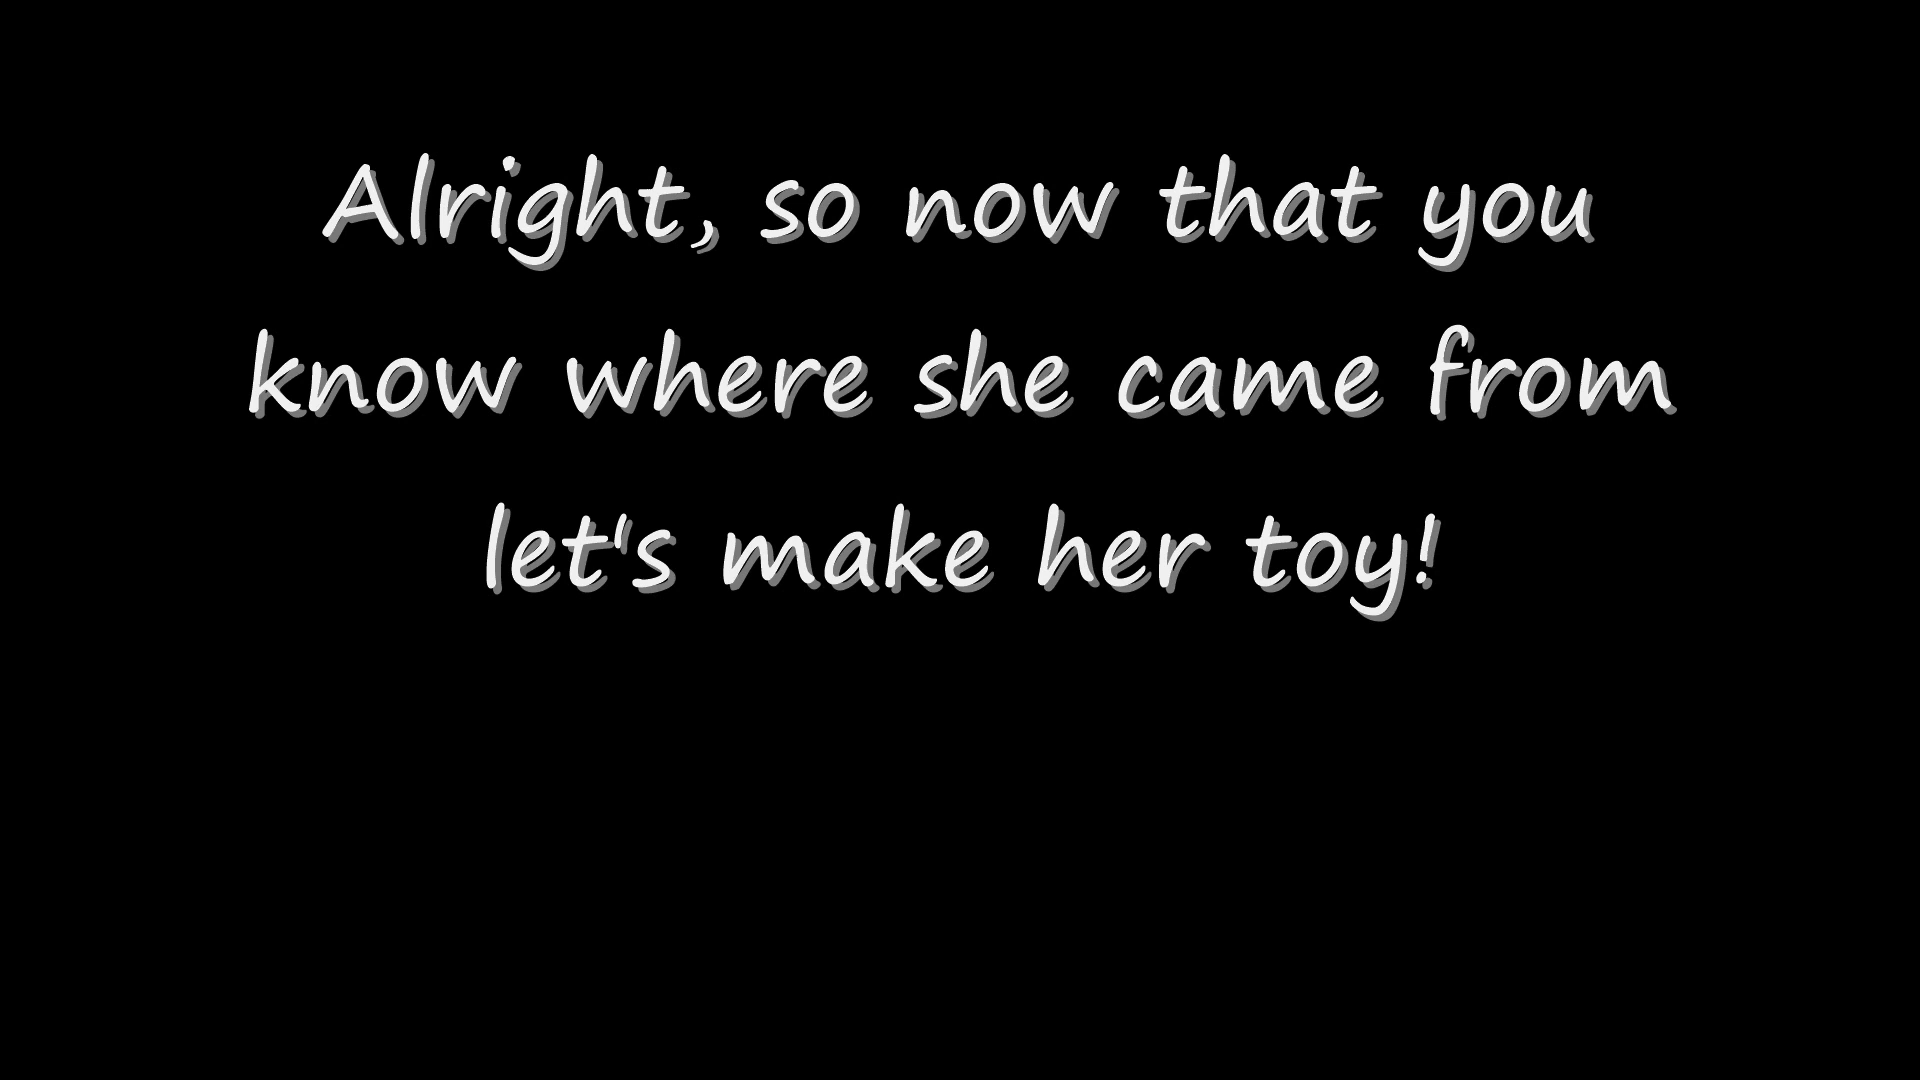 Alright, so now that you
know where she came from
let's make her toy!